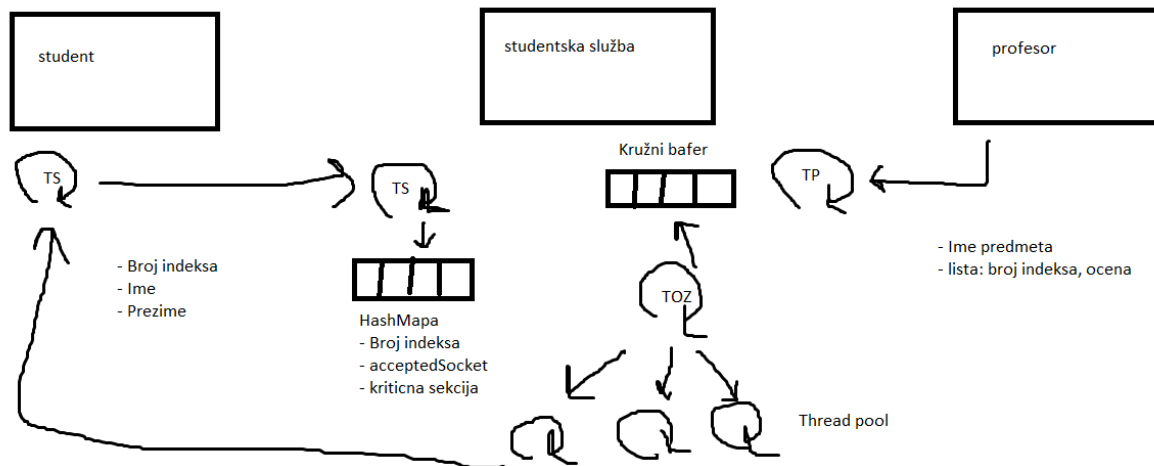 student
studentska služba
profesor
Kružni bafer
TS
TS
TP
- Broj indeksa
- Ime
- Prezime
- Ime predmeta
- lista: broj indeksa, ocena
TOZ
HashMapa
- Broj indeksa
- acceptedSocket
- kriticna sekcija
Thread pool